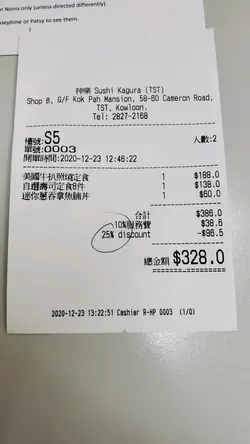 r Nonis only (unless directed differently).
osephine or Patsy to see them.
2
神樂 Sushi Kagura (TST)
Shop B, G/F Kok Pah Mansion, 58-60 Cameron Road,
TST, Kowloon.
Tel: 2827-2168
檯號:S5 人數:2
單號:0003
開單時間:2020-12-23 12:46:22
美國牛扒照燒定食 1 $188.0
自選壽司定食8件 1 $138.0
迷你蔥吞拿魚腩丼 1 $60.0
合計 $386.0
10%服務費 $38.6
25% discount -$96.5
總金額 $328.0
2020-12-23 13:22:51 Cashier R-HP 0003 (1/0)